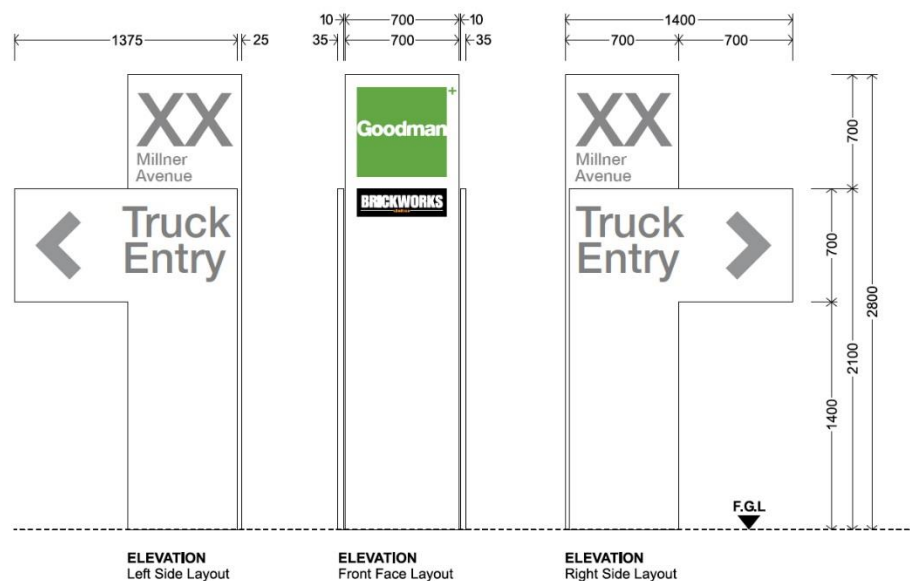 10 700 10
1400
1375 25
35 700 35
700 700
XX
Millner
Avenue
Truck
Entry
Goodman+
BRICKWORKS
XX
Millner
Avenue
Truck
Entry
700
700
1400
2100
2800
F.G.L
ELEVATION
Left Side Layout
ELEVATION
Front Face Layout
ELEVATION
Right Side Layout